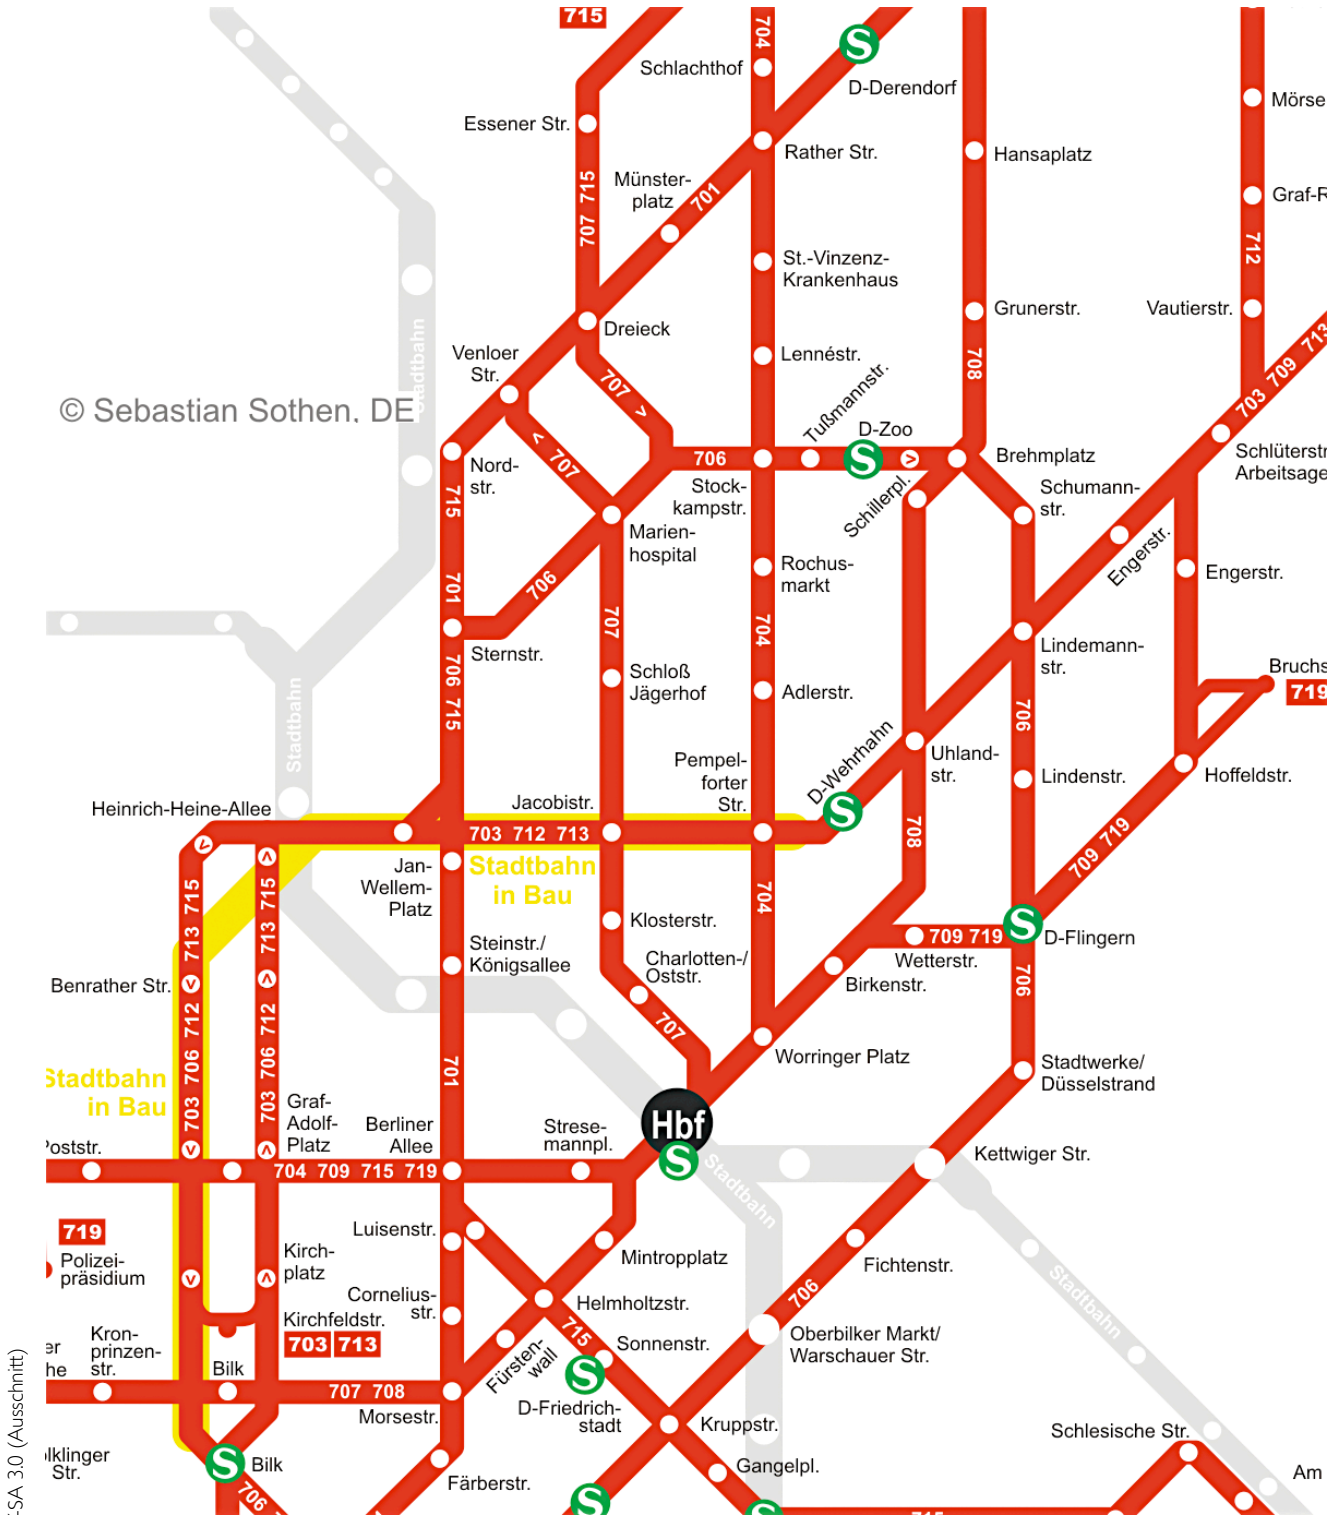 715
704
Schlachthof
D-Derendorf
Essener Str.
Rather Str.
Hansaplatz
Mörse
Münster-
platz
701
707 715
Graf-R
712
St.-Vinzenz-
Krankenhaus
Grunerstr.
Vautierstr.
Dreieck
Venloer
Str.
Lennéstr.
708
703 709 713
707 >
Tußmannstr.
© Sebastian Sothen, DE
Stadtbahn
D-Zoo
< 707
706
Brehmplatz
Schlüterstr
Arbeitsage
Nord-
str.
715
Stock-
kampstr.
Schillerpl.
Schumann-
str.
Marien-
hospital
Engerstr.
Rochus-
markt
Engerstr.
701
706
707
704
Sternstr.
Lindemann-
str.
706 715
Schloß
Jägerhof
Adlerstr.
706
Bruchs
719
Stadtbahn
Pempel-
forter
Str.
D-Wehrhahn
Uhland-
str.
Lindenstr.
Hoffeldstr.
Heinrich-Heine-Allee
Jacobistr.
703 712 713
708
709 719
Jan-
Wellem-
Platz
Stadtbahn
in Bau
704
703 706 712 713 715
703 706 712 713 715
Klosterstr.
709 719
D-Flingern
Steinstr./
Königsallee
Charlotten-/
Oststr.
Wetterstr.
Benrather Str.
Birkenstr.
706
707
Worringer Platz
Stadtwerke/
Düsselstrand
701
Stadtbahn
in Bau
Graf-
Adolf-
Platz
Berliner
Allee
Strese-
mannpl.
Hbf
S
Poststr.
704 709 715 719
Stadtbahn
Kettwiger Str.
719
Luisenstr.
Polizei-
präsidium
Kirch-
platz
Mintropplatz
Fichtenstr.
Stadtbahn
Cornelius-
str.
Helmholtzstr.
706
Kirchfeldstr.
703 713
715
Sonnenstr.
Oberbilker Markt/
Warschauer Str.
er
he
Kron-
prinzen-
str.
Bilk
Fürsten-
wall
707 708
D-Friedrich-
stadt
Morsestr.
Kruppstr.
Schlesische Str.
lklinger
Str.
Bilk
Gangelpl.
Färberstr.
Am
706
-SA 3.0 (Ausschnitt)